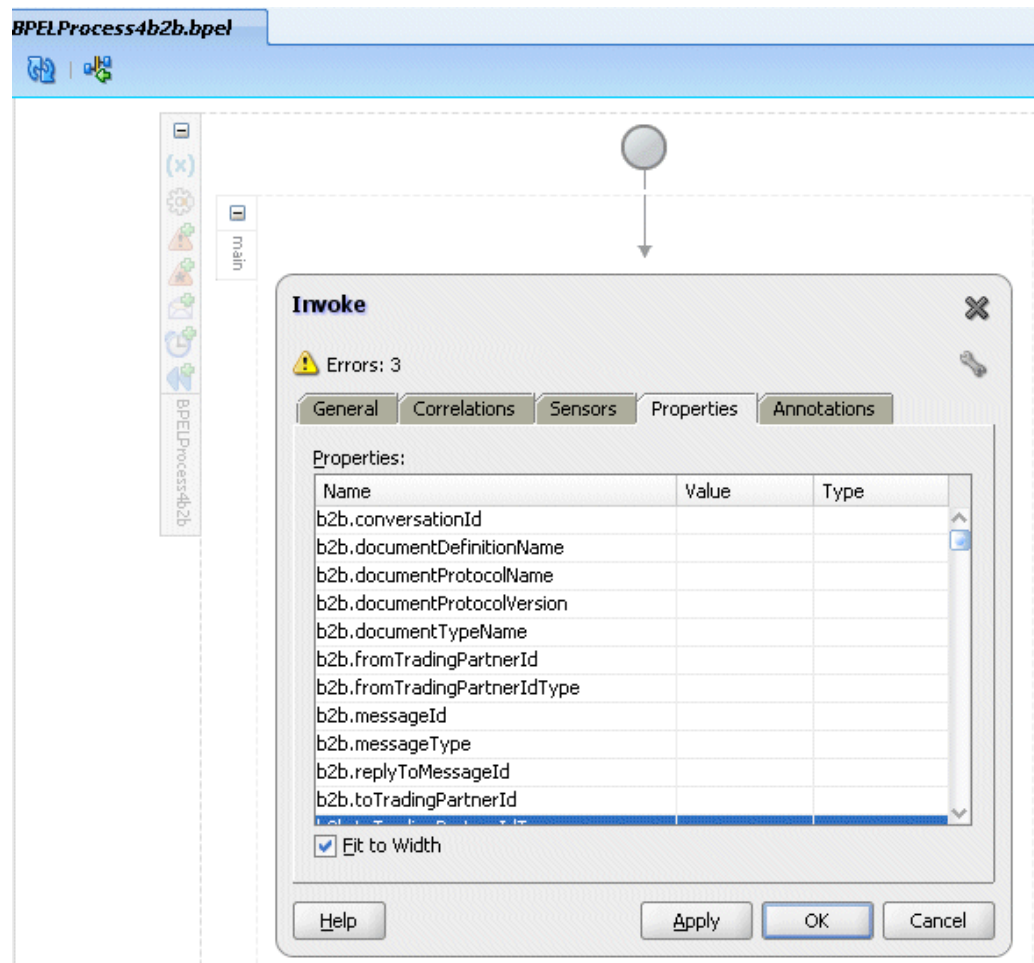 BPELProcess4b2b.bpel
(x)
main
BPELProcess4b2b
Invoke
Errors: 3
General Correlations Sensors Properties Annotations
Properties:
Name Value Type
b2b.conversationId
b2b.documentDefinitionName
b2b.documentProtocolName
b2b.documentProtocolVersion
b2b.documentTypeName
b2b.fromTradingPartnerId
b2b.fromTradingPartnerIdType
b2b.messageId
b2b.messageType
b2b.replyToMessageId
b2b.toTradingPartnerId
Fit to Width
Help Apply OK Cancel